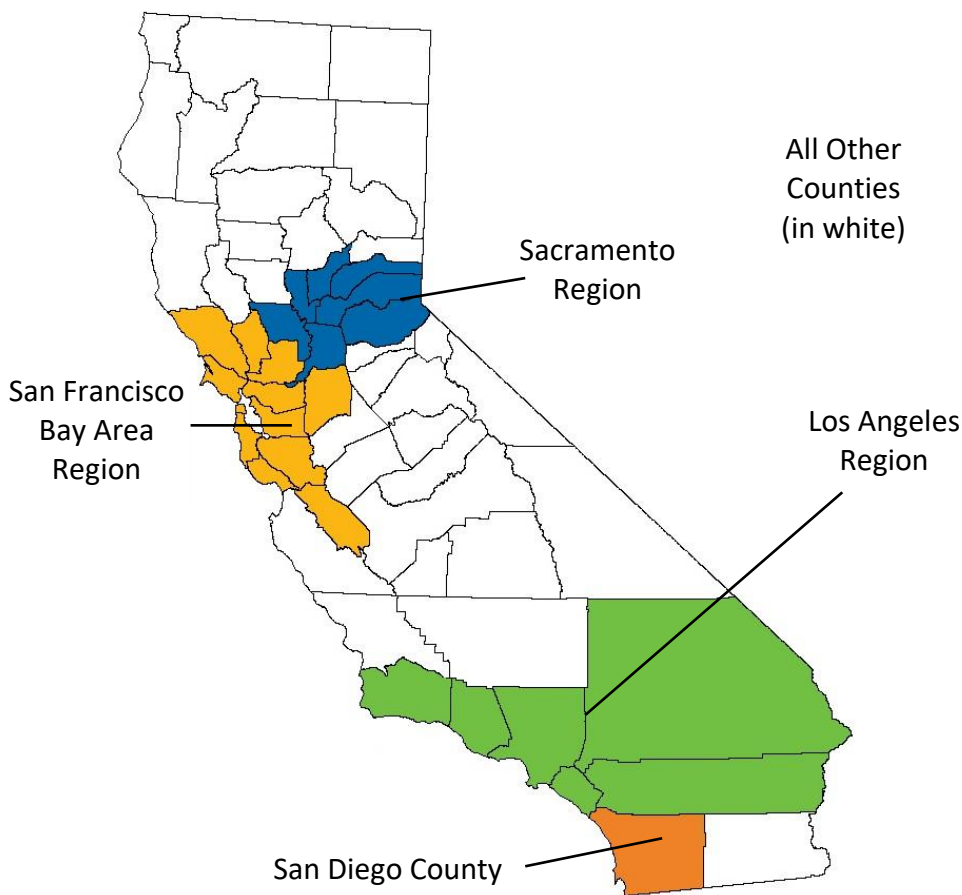 All Other
Counties
(in white)
Sacramento
Region
San Francisco
Bay Area
Region
Los Angeles
Region
San Diego County